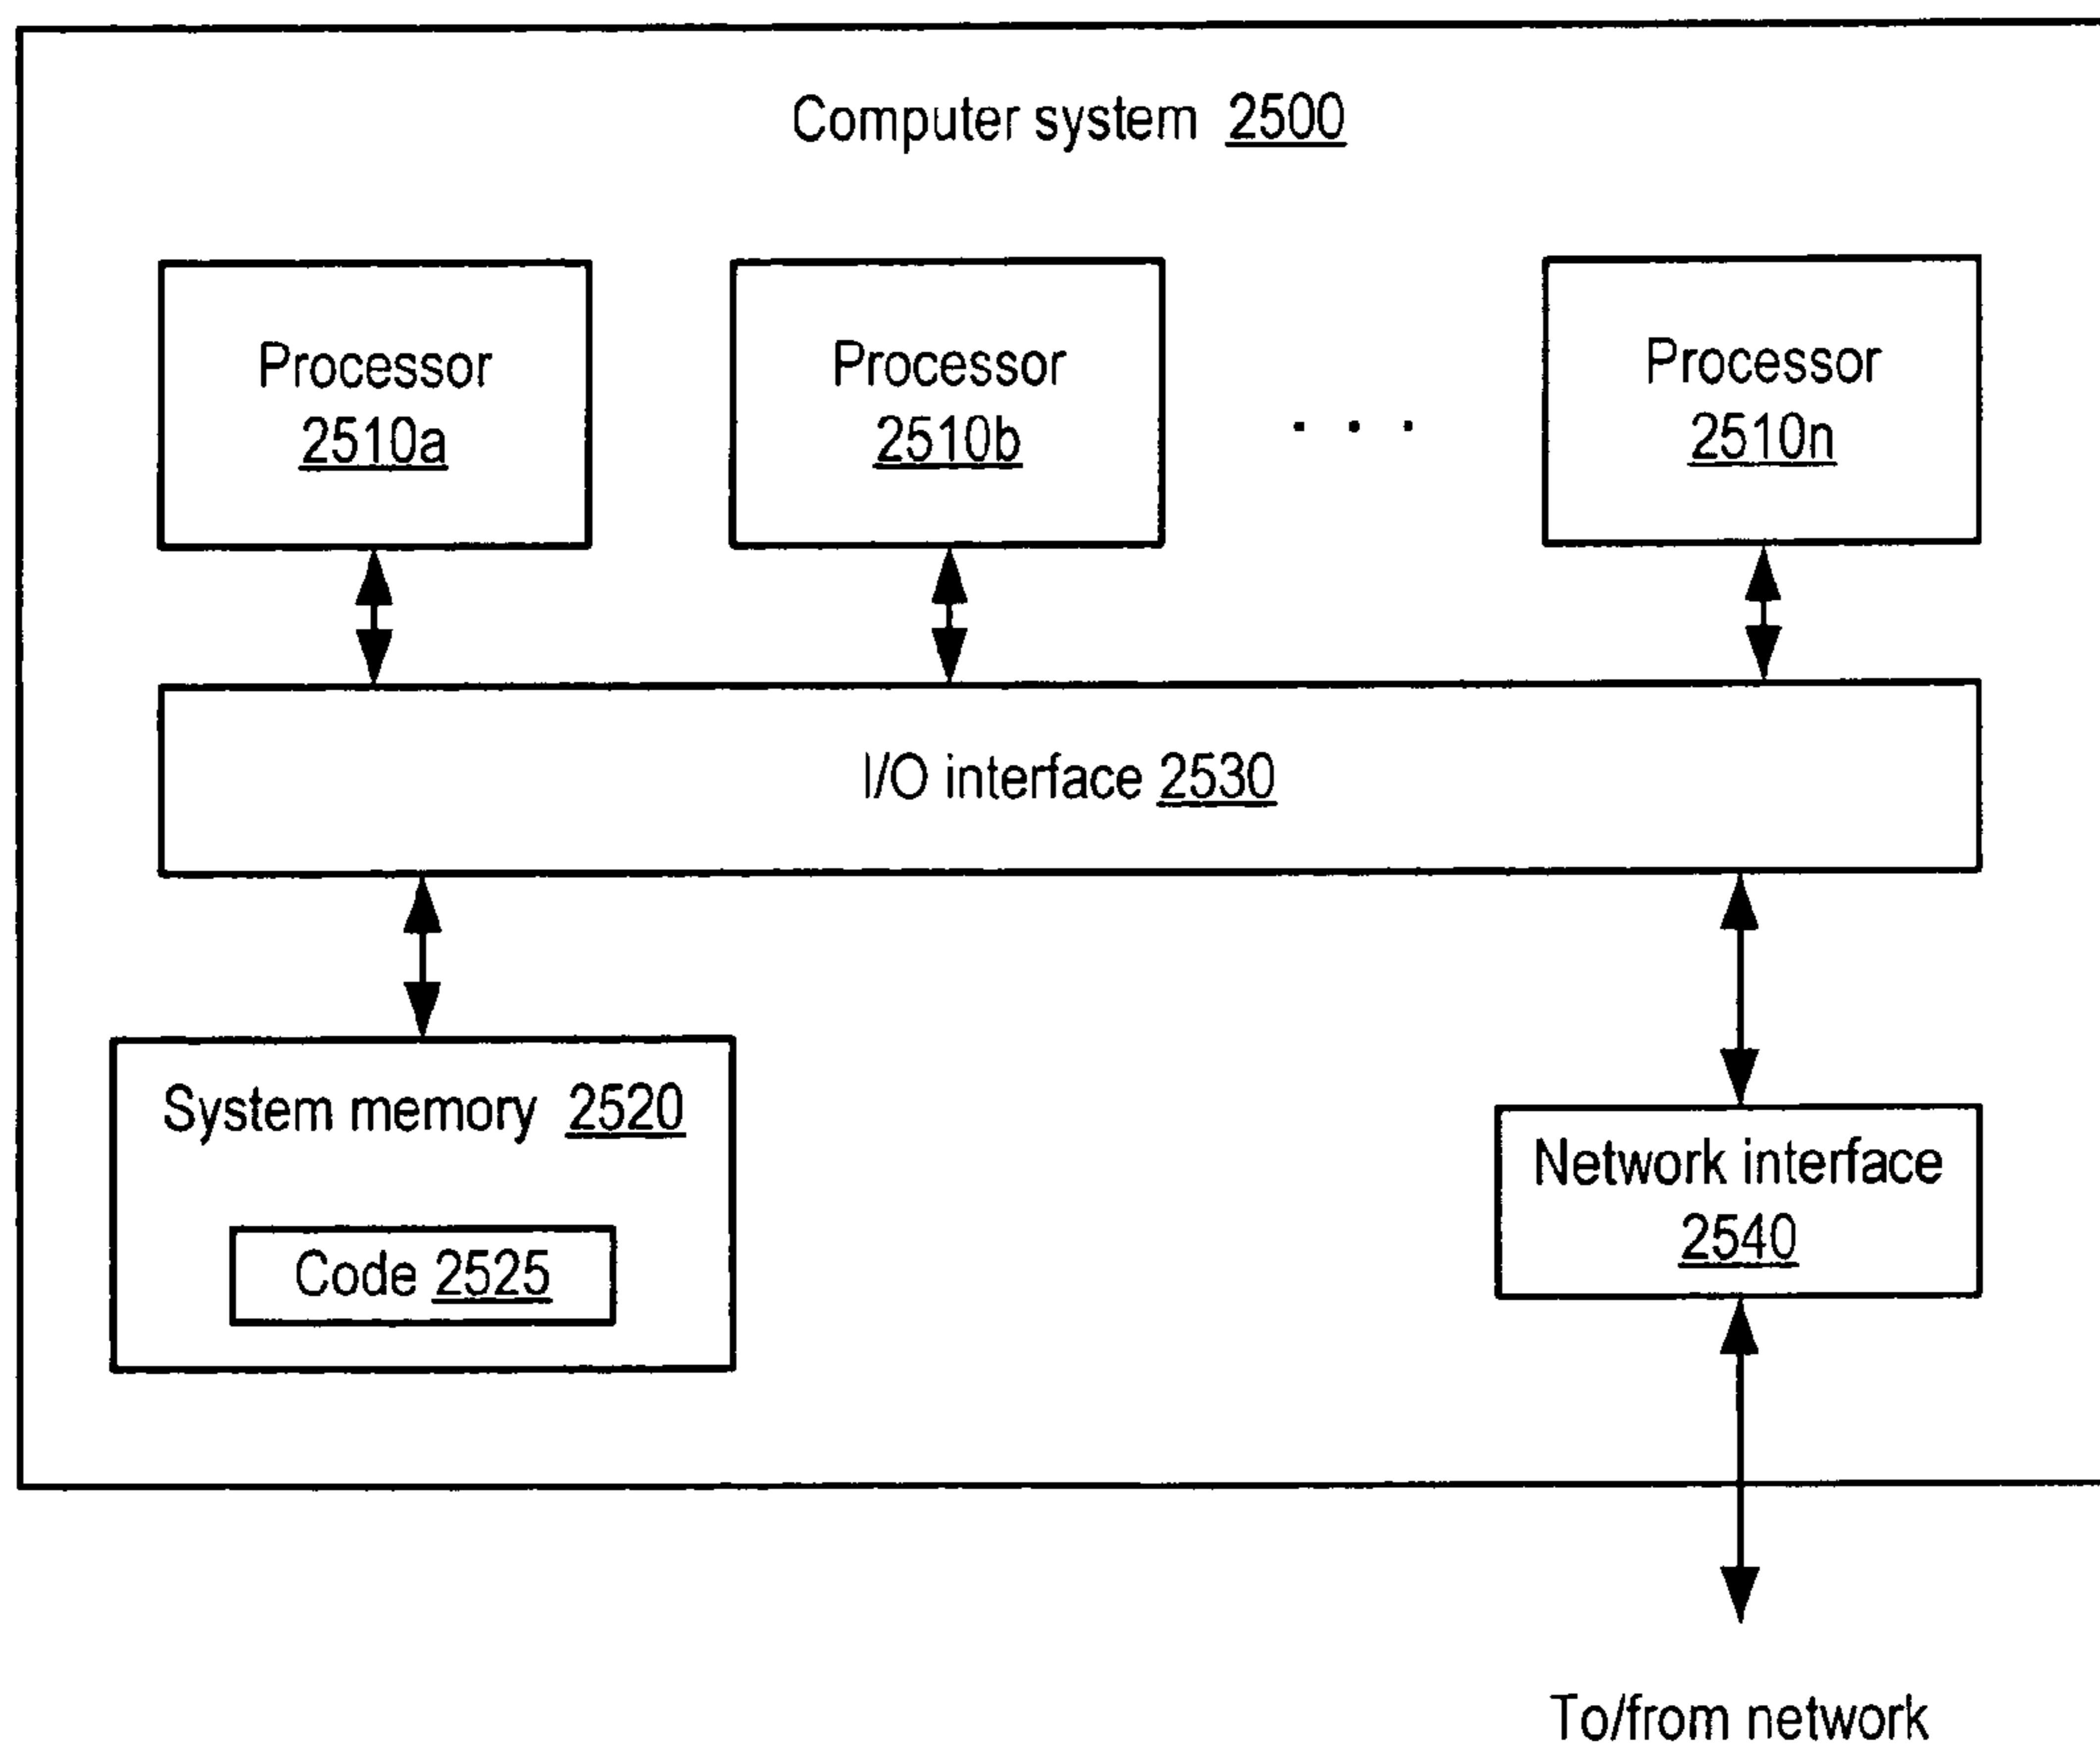 Computer system 2500
Processor
2510a
Processor
2510b
. . .
Processor
2510n
I/O interface 2530
System memory 2520
Code 2525
Network interface
2540
To/from network